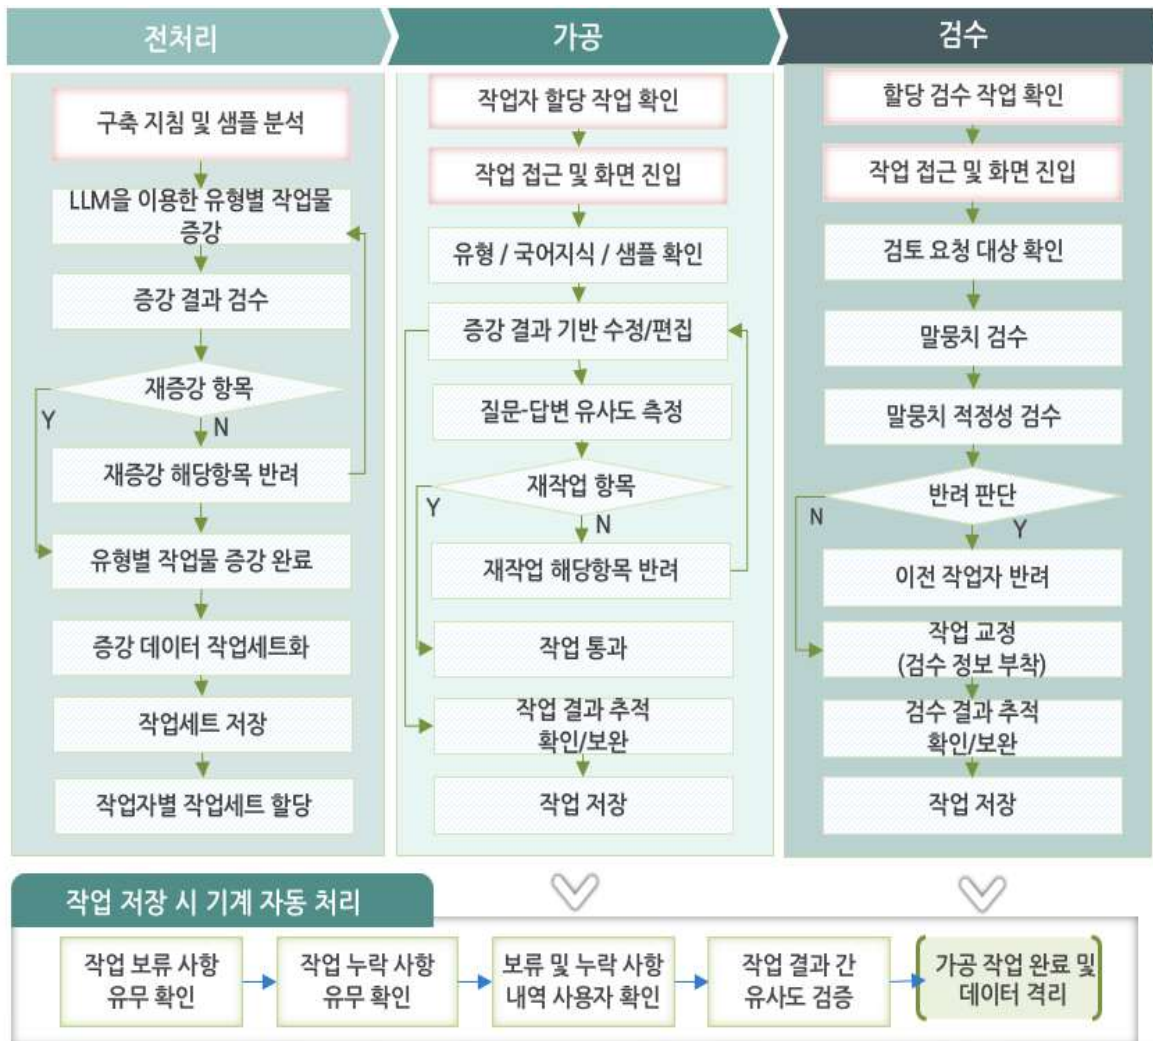 전처리
구축 지침 및 샘플 분석
LLM을 이용한 유형별 작업물
증강
증강 결과 검수
재증강 항목
Y
N
재증강 해당항목 반려
유형별 작업물 증강 완료
증강 데이터 작업세트화
작업세트 저장
작업자별 작업세트 할당
가공
작업자 할당 작업 확인
작업 접근 및 화면 진입
유형 / 국어지식 / 샘플 확인
증강 결과 기반 수정/편집
질문-답변 유사도 측정
재작업 항목
Y
N
재작업 해당항목 반려
작업 통과
작업 결과 추적
확인/보완
작업 저장
검수
할당 검수 작업 확인
작업 접근 및 화면 진입
검토 요청 대상 확인
말뭉치 검수
말뭉치 적정성 검수
반려 판단
N
Y
이전 작업자 반려
작업 교정
(검수 정보 부착)
검수 결과 추적
확인/보완
작업 저장
작업 저장 시 기계 자동 처리
작업 보류 사항
유무 확인
작업 누락 사항
유무 확인
보류 및 누락 사항
내역 사용자 확인
작업 결과 간
유사도 검증
가공 작업 완료 및
데이터 격리